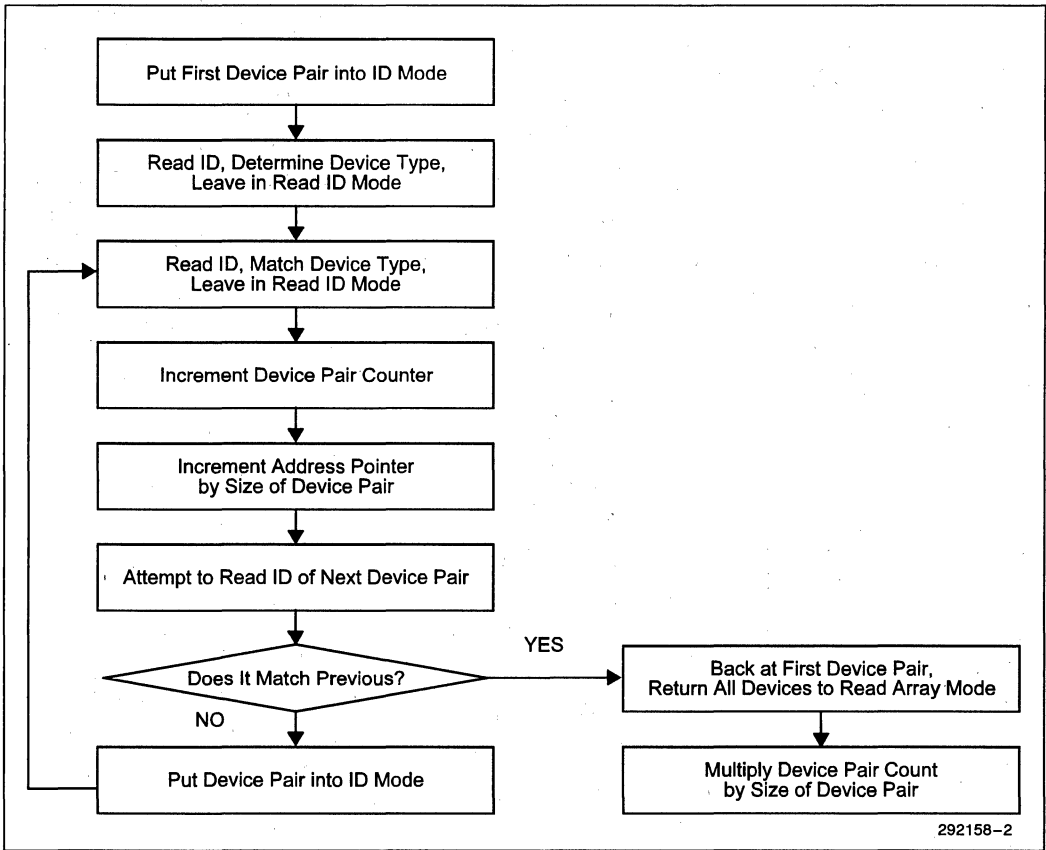 Put First Device Pair into ID Mode
Read ID, Determine Device Type,
Leave in Read ID Mode
Read ID, Match Device Type,
Leave in Read ID Mode
Increment Device Pair Counter
Increment Address Pointer
by Size of Device Pair
Attempt to Read ID of Next Device Pair
Does It Match Previous?
YES
NO
Back at First Device Pair,
Return All Devices to Read Array Mode
Put Device Pair into ID Mode
Multiply Device Pair Count
by Size of Device Pair
292158–2